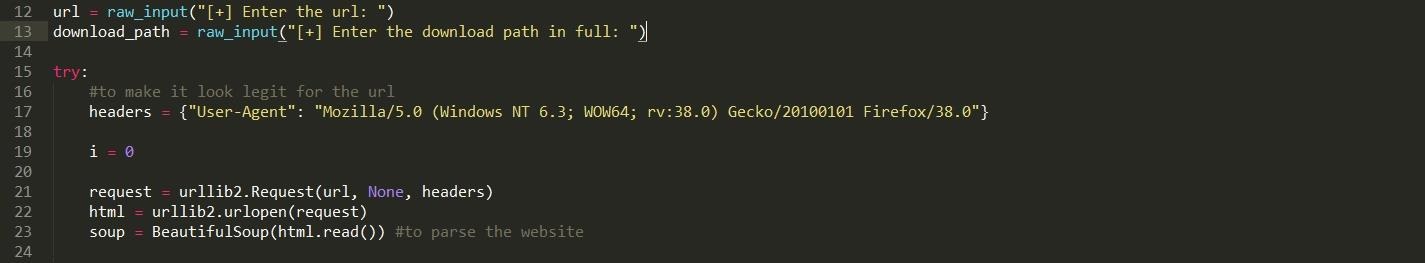 12 url = raw_input("[+] Enter the url: ")
13 download_path = raw_input("[+] Enter the download path in full: ")
14
15 try:
16     #to make it look legit for the url
17     headers = {"User-Agent": "Mozilla/5.0 (Windows NT 6.3; WOW64; rv:38.0) Gecko/20100101 Firefox/38.0"}
18
19     i = 0
20
21     request = urllib2.Request(url, None, headers)
22     html = urllib2.urlopen(request)
23     soup = BeautifulSoup(html.read()) #to parse the website
24